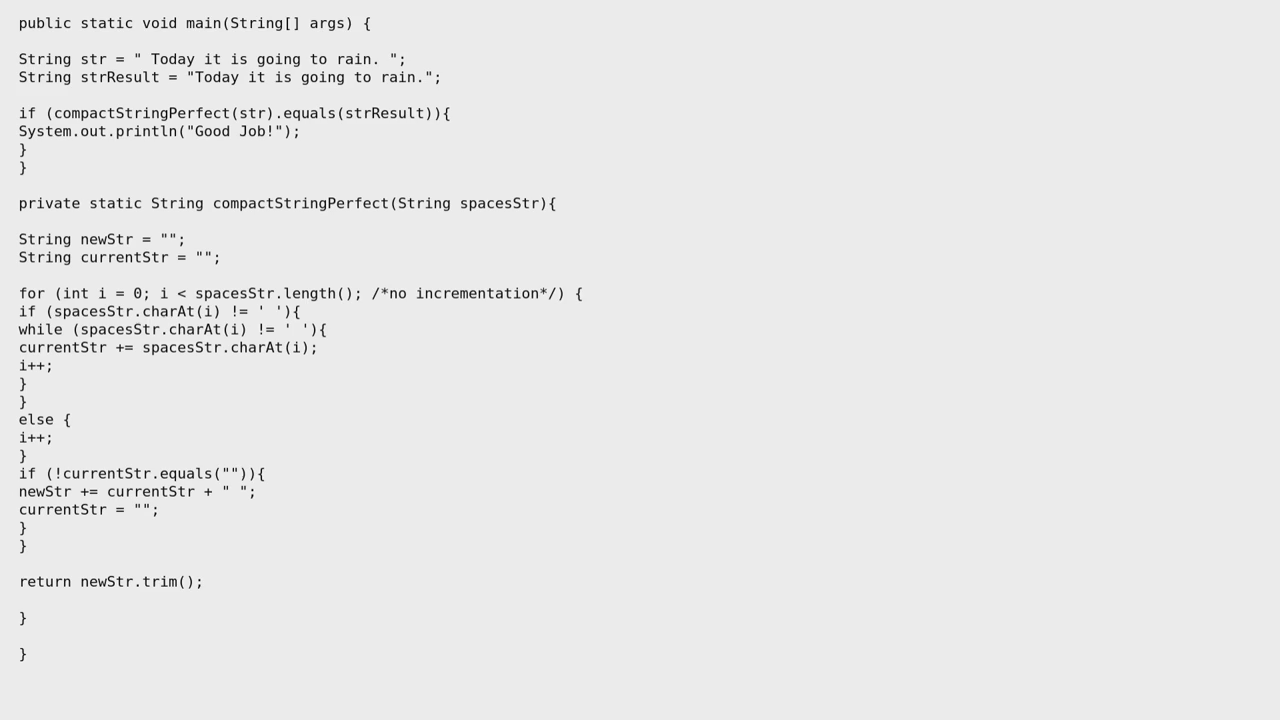 public static void main(String[] args) {
String str = " Today it is going to rain. ";
String strResult = "Today it is going to rain.";
if (compactStringPerfect(str).equals(strResult)){
System.out.println("Good Job!");
}
}
private static String compactStringPerfect(String spacesStr){
String newStr = "";
String currentStr = "";
for (int i = 0; i < spacesStr.length(); /*no incrementation*/) {
if (spacesStr.charAt(i) != ' '){
while (spacesStr.charAt(i) != ' '){
currentStr += spacesStr.charAt(i);
i++;
}
}
else {
i++;
}
if (!currentStr.equals("")){
newStr += currentStr + " ";
currentStr = "";
}
}
return newStr.trim();
}
}